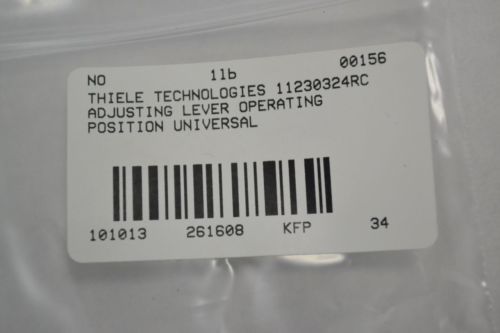 NO 1lb 00156
THIELE TECHNOLOGIES 11230324RC
ADJUSTING LEVER OPERATING
POSITION UNIVERSAL
101013 261608 KFP 34